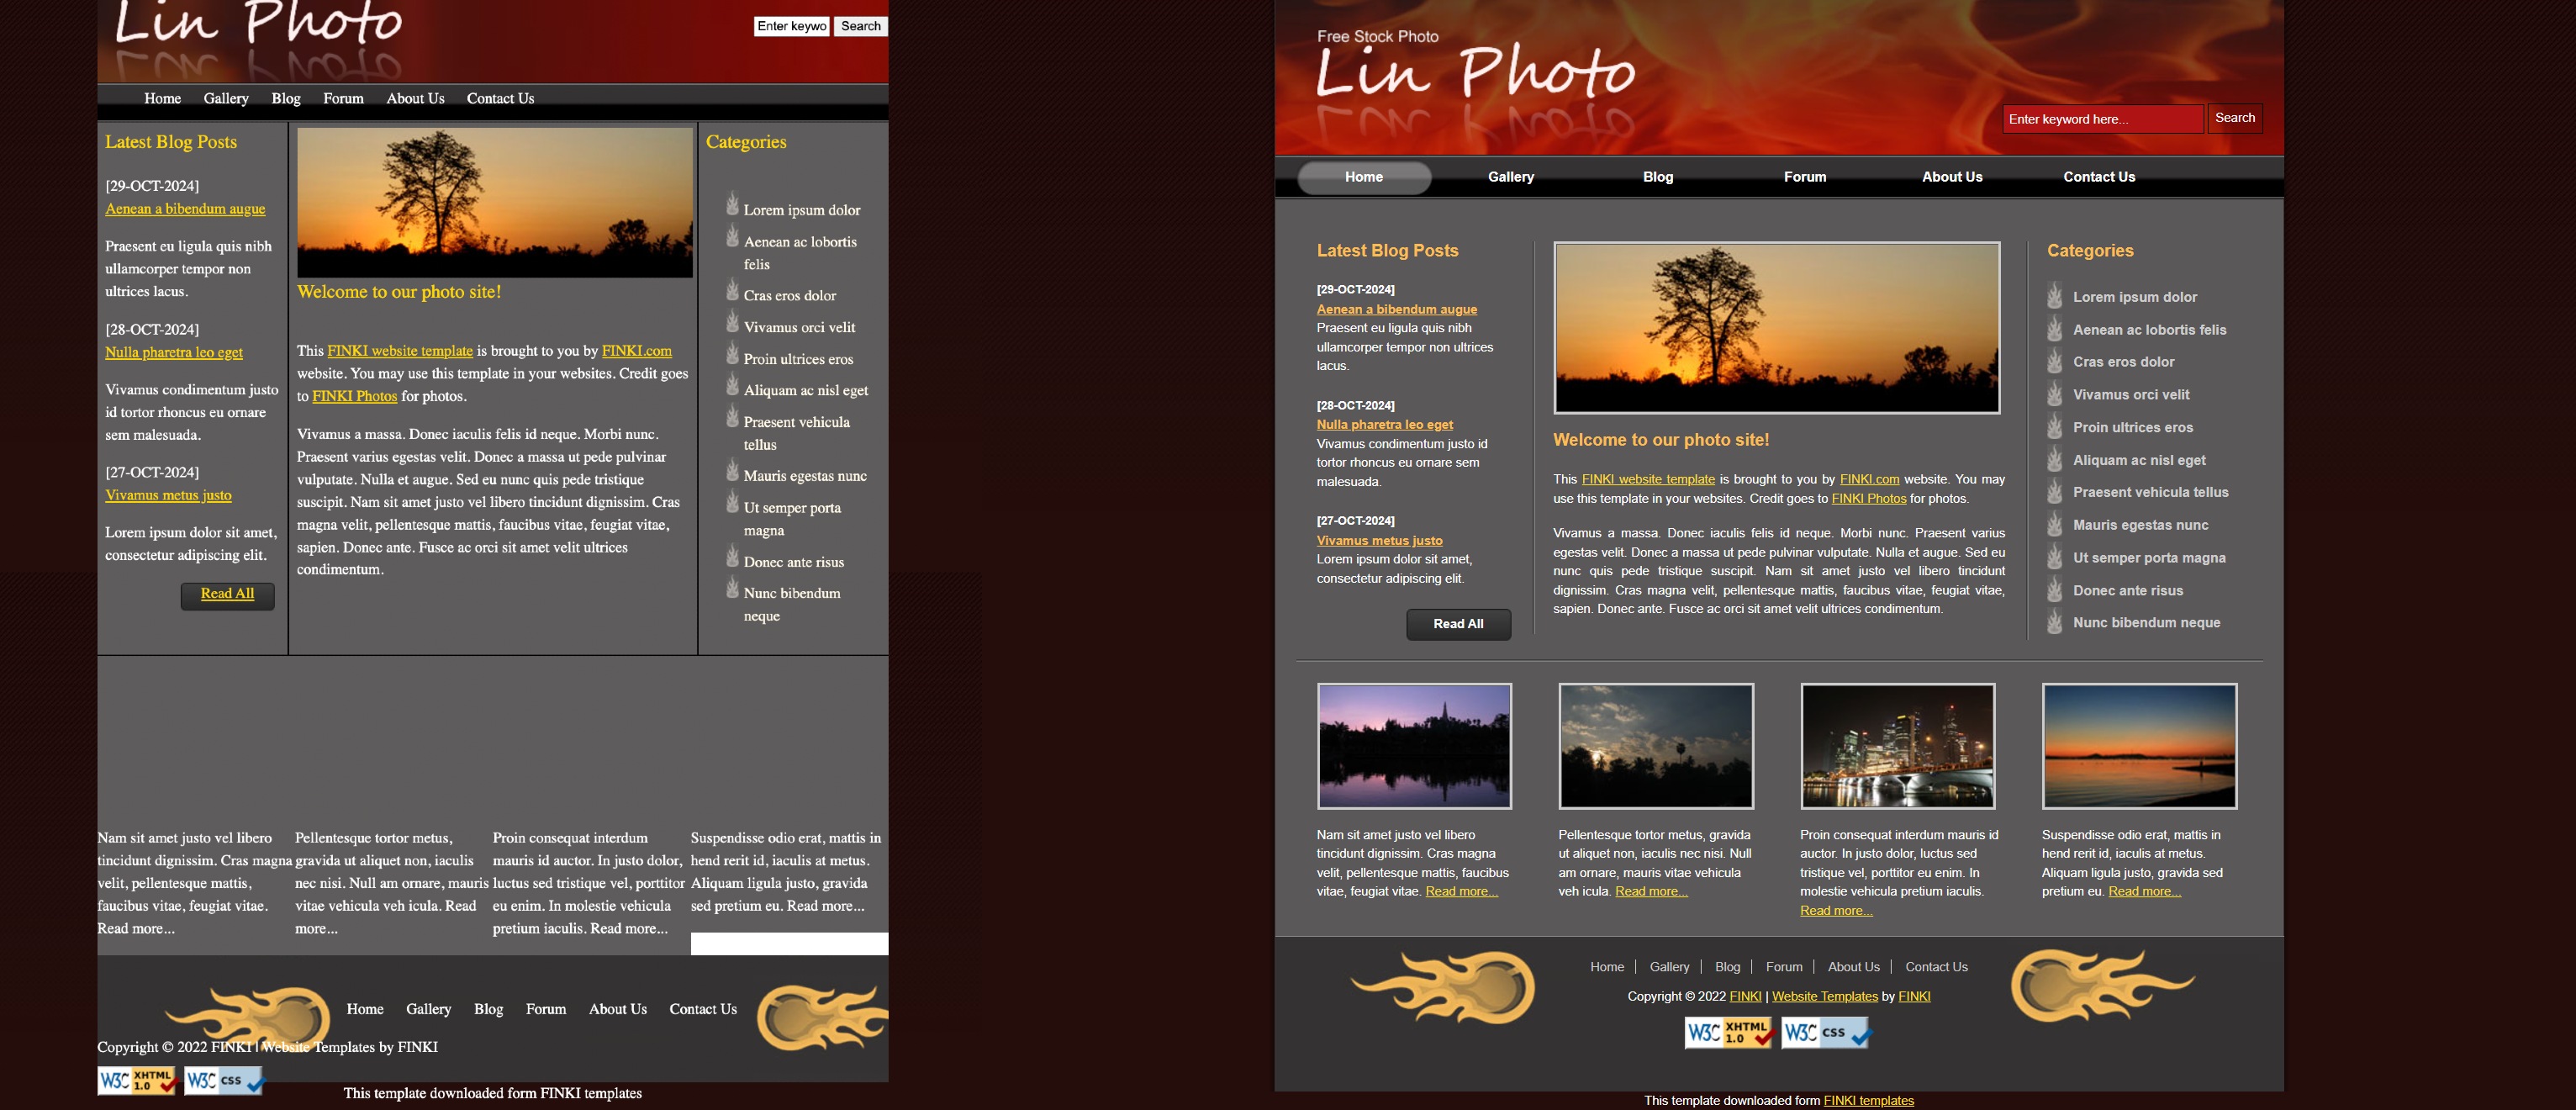 Lin Photo
Enter keywo Search
Home Gallery Blog Forum About Us Contact Us
Latest Blog Posts
[29-OCT-2024]
Aenean a bibendum augue
Praesent eu ligula quis nibh
ullamcorper tempor non
ultrices lacus.
[28-OCT-2024]
Nulla pharetra leo eget
Vivamus condimentum justo
id tortor rhoncus eu ornare
sem malesuada.
[27-OCT-2024]
Vivamus metus justo
Lorem ipsum dolor sit amet,
consectetur adipiscing elit.
Read All
Welcome to our photo site!
This FINKI website template is brought to you by FINKI.com
website. You may use this template in your websites. Credit goes
to FINKI Photos for photos.
Vivamus a massa. Donec iaculis felis id neque. Morbi nunc.
Praesent varius egestas velit. Donec a massa ut pede pulvinar
vulputate. Nulla et augue. Sed eu nunc quis pede tristique
suscipit. Nam sit amet justo vel libero tincidunt dignissim. Cras
magna velit, pellentesque mattis, faucibus vitae, feugiat vitae,
sapien. Donec ante. Fusce ac orci sit amet velit ultrices
condimentum.
Categories
Lorem ipsum dolor
Aenean ac lobortis
felis
Cras eros dolor
Vivamus orci velit
Proin ultrices eros
Aliquam ac nisl eget
Praesent vehicula
tellus
Mauris egestas nunc
Ut semper porta
magna
Donec ante risus
Nunc bibendum
neque
Nam sit amet justo vel libero
tincidunt dignissim. Cras magna
velit, pellentesque mattis,
faucibus vitae, feugiat vitae.
Read more...
Pellentesque tortor metus,
gravida ut aliquet non, iaculis
nec nisi. Null am ornare, mauris
vitae vehicula veh icula. Read
more...
Proin consequat interdum
mauris id auctor. In justo dolor,
luctus sed tristique vel, porttitor
eu enim. In molestie vehicula
pretium iaculis. Read more...
Suspendisse odio erat, mattis in
hend rerit id, iaculis at metus.
Aliquam ligula justo, gravida
sed pretium eu. Read more...
Home Gallery Blog Forum About Us Contact Us
Copyright © 2022 FINKI | Website Templates by FINKI
W3C XHTML 1.0 W3C css
This template downloaded form FINKI templates
Free Stock Photo
Lin Photo
Enter keyword here... Search
Home Gallery Blog Forum About Us Contact Us
Latest Blog Posts
[29-OCT-2024]
Aenean a bibendum augue
Praesent eu ligula quis nibh
ullamcorper tempor non ultrices
lacus.
[28-OCT-2024]
Nulla pharetra leo eget
Vivamus condimentum justo id
tortor rhoncus eu ornare sem
malesuada.
[27-OCT-2024]
Vivamus metus justo
Lorem ipsum dolor sit amet,
consectetur adipiscing elit.
Read All
Welcome to our photo site!
This FINKI website template is brought to you by FINKI.com website. You may
use this template in your websites. Credit goes to FINKI Photos for photos.
Vivamus a massa. Donec iaculis felis id neque. Morbi nunc. Praesent varius
egestas velit. Donec a massa ut pede pulvinar vulputate. Nulla et augue. Sed eu
nunc quis pede tristique suscipit. Nam sit amet justo vel libero tincidunt
dignissim. Cras magna velit, pellentesque mattis, faucibus vitae, feugiat vitae,
sapien. Donec ante. Fusce ac orci sit amet velit ultrices condimentum.
Categories
Lorem ipsum dolor
Aenean ac lobortis felis
Cras eros dolor
Vivamus orci velit
Proin ultrices eros
Aliquam ac nisl eget
Praesent vehicula tellus
Mauris egestas nunc
Ut semper porta magna
Donec ante risus
Nunc bibendum neque
Nam sit amet justo vel libero
tincidunt dignissim. Cras magna
velit, pellentesque mattis, faucibus
vitae, feugiat vitae. Read more...
Pellentesque tortor metus, gravida
ut aliquet non, iaculis nec nisi. Null
am ornare, mauris vitae vehicula
veh icula. Read more...
Proin consequat interdum mauris id
auctor. In justo dolor, luctus sed
tristique vel, porttitor eu enim. In
molestie vehicula pretium iaculis.
Read more...
Suspendisse odio erat, mattis in
hend rerit id, iaculis at metus.
Aliquam ligula justo, gravida sed
pretium eu. Read more...
Home Gallery Blog Forum About Us Contact Us
Copyright © 2022 FINKI | Website Templates by FINKI
W3C XHTML 1.0 W3C css
This template downloaded form FINKI templates